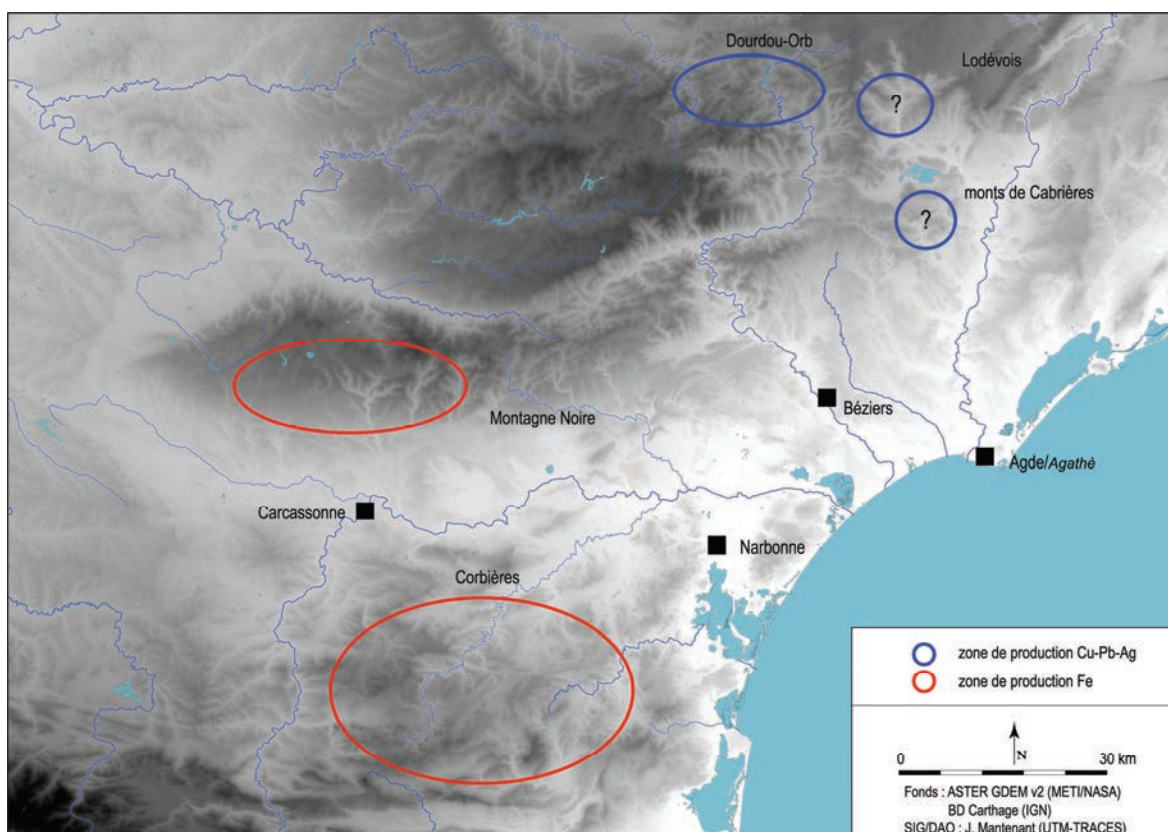 Dourdou-Orb
Lodévois
?
monts de Cabrières
?
Montagne Noire
Béziers
Agde/Agathè
Carcassonne
Narbonne
Corbières
zone de production Cu-Pb-Ag
zone de production Fe
N
0 30 km
Fonds : ASTER GDEM v2 (METI/NASA)
BD Carthage (IGN)
SIG/DAO : J. Mantenant (UTM-TRACES)